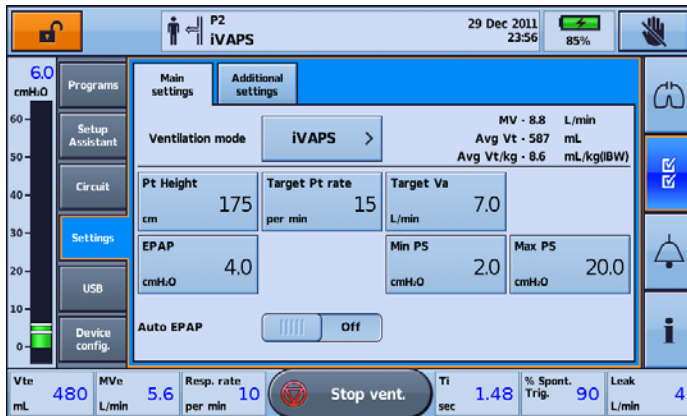 P2
iVAPS
29 Dec 2011
23:56
85%
6.0
cmH₂O
60
50
40
30
20
10
0
Programs
Setup
Assistant
Circuit
Settings
USB
Device
config.
Main
settings
Additional
settings
Ventilation mode
iVAPS >
MV - 8.8 L/min
Avg Vt - 587 mL
Avg Vt/kg - 8.6 mL/kg(IBW)
Pt Height
175
cm
Target Pt rate
15
per min
Target Va
7.0
L/min
EPAP
4.0
cmH₂O
Min PS
2.0
cmH₂O
Max PS
20.0
cmH₂O
Auto EPAP
Off
Vte
480
mL
MVe
5.6
L/min
Resp. rate
10
per min
Stop vent.
Ti
1.48
sec
% Spont.
Trig.
90
Leak
4
L/min